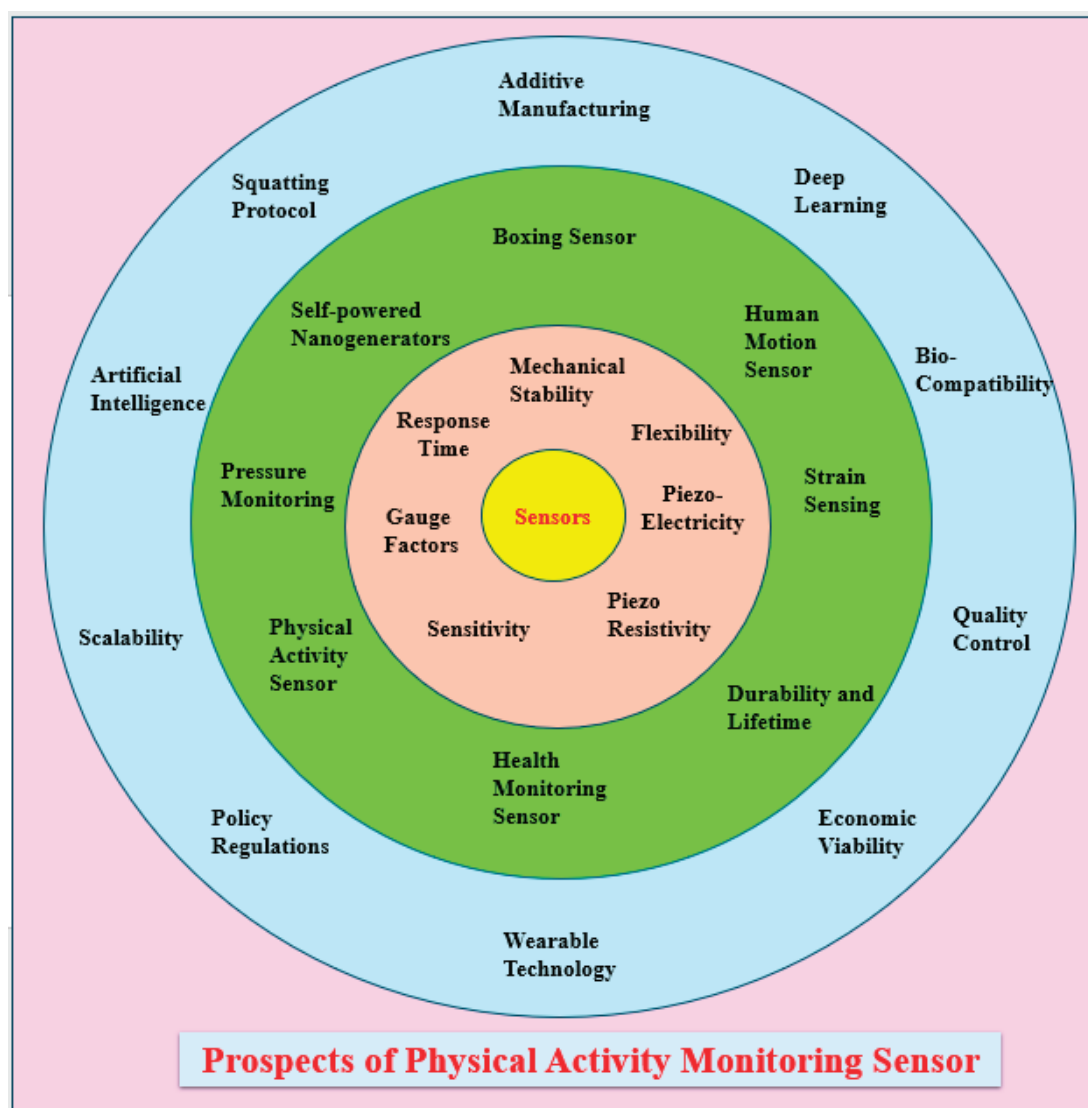 Additive
Manufacturing
Squatting
Protocol
Deep
Learning
Boxing Sensor
Self-powered
Nanogenerators
Human
Motion
Sensor
Artificial
Intelligence
Bio-
Compatibility
Mechanical
Stability
Response
Time
Flexibility
Pressure
Monitoring
Strain
Sensing
Gauge
Factors
Sensors
Piezo-
Electricity
Sensitivity
Piezo
Resistivity
Scalability
Physical
Activity
Sensor
Quality
Control
Durability and
Lifetime
Health
Monitoring
Sensor
Policy
Regulations
Economic
Viability
Wearable
Technology
Prospects of Physical Activity Monitoring Sensor